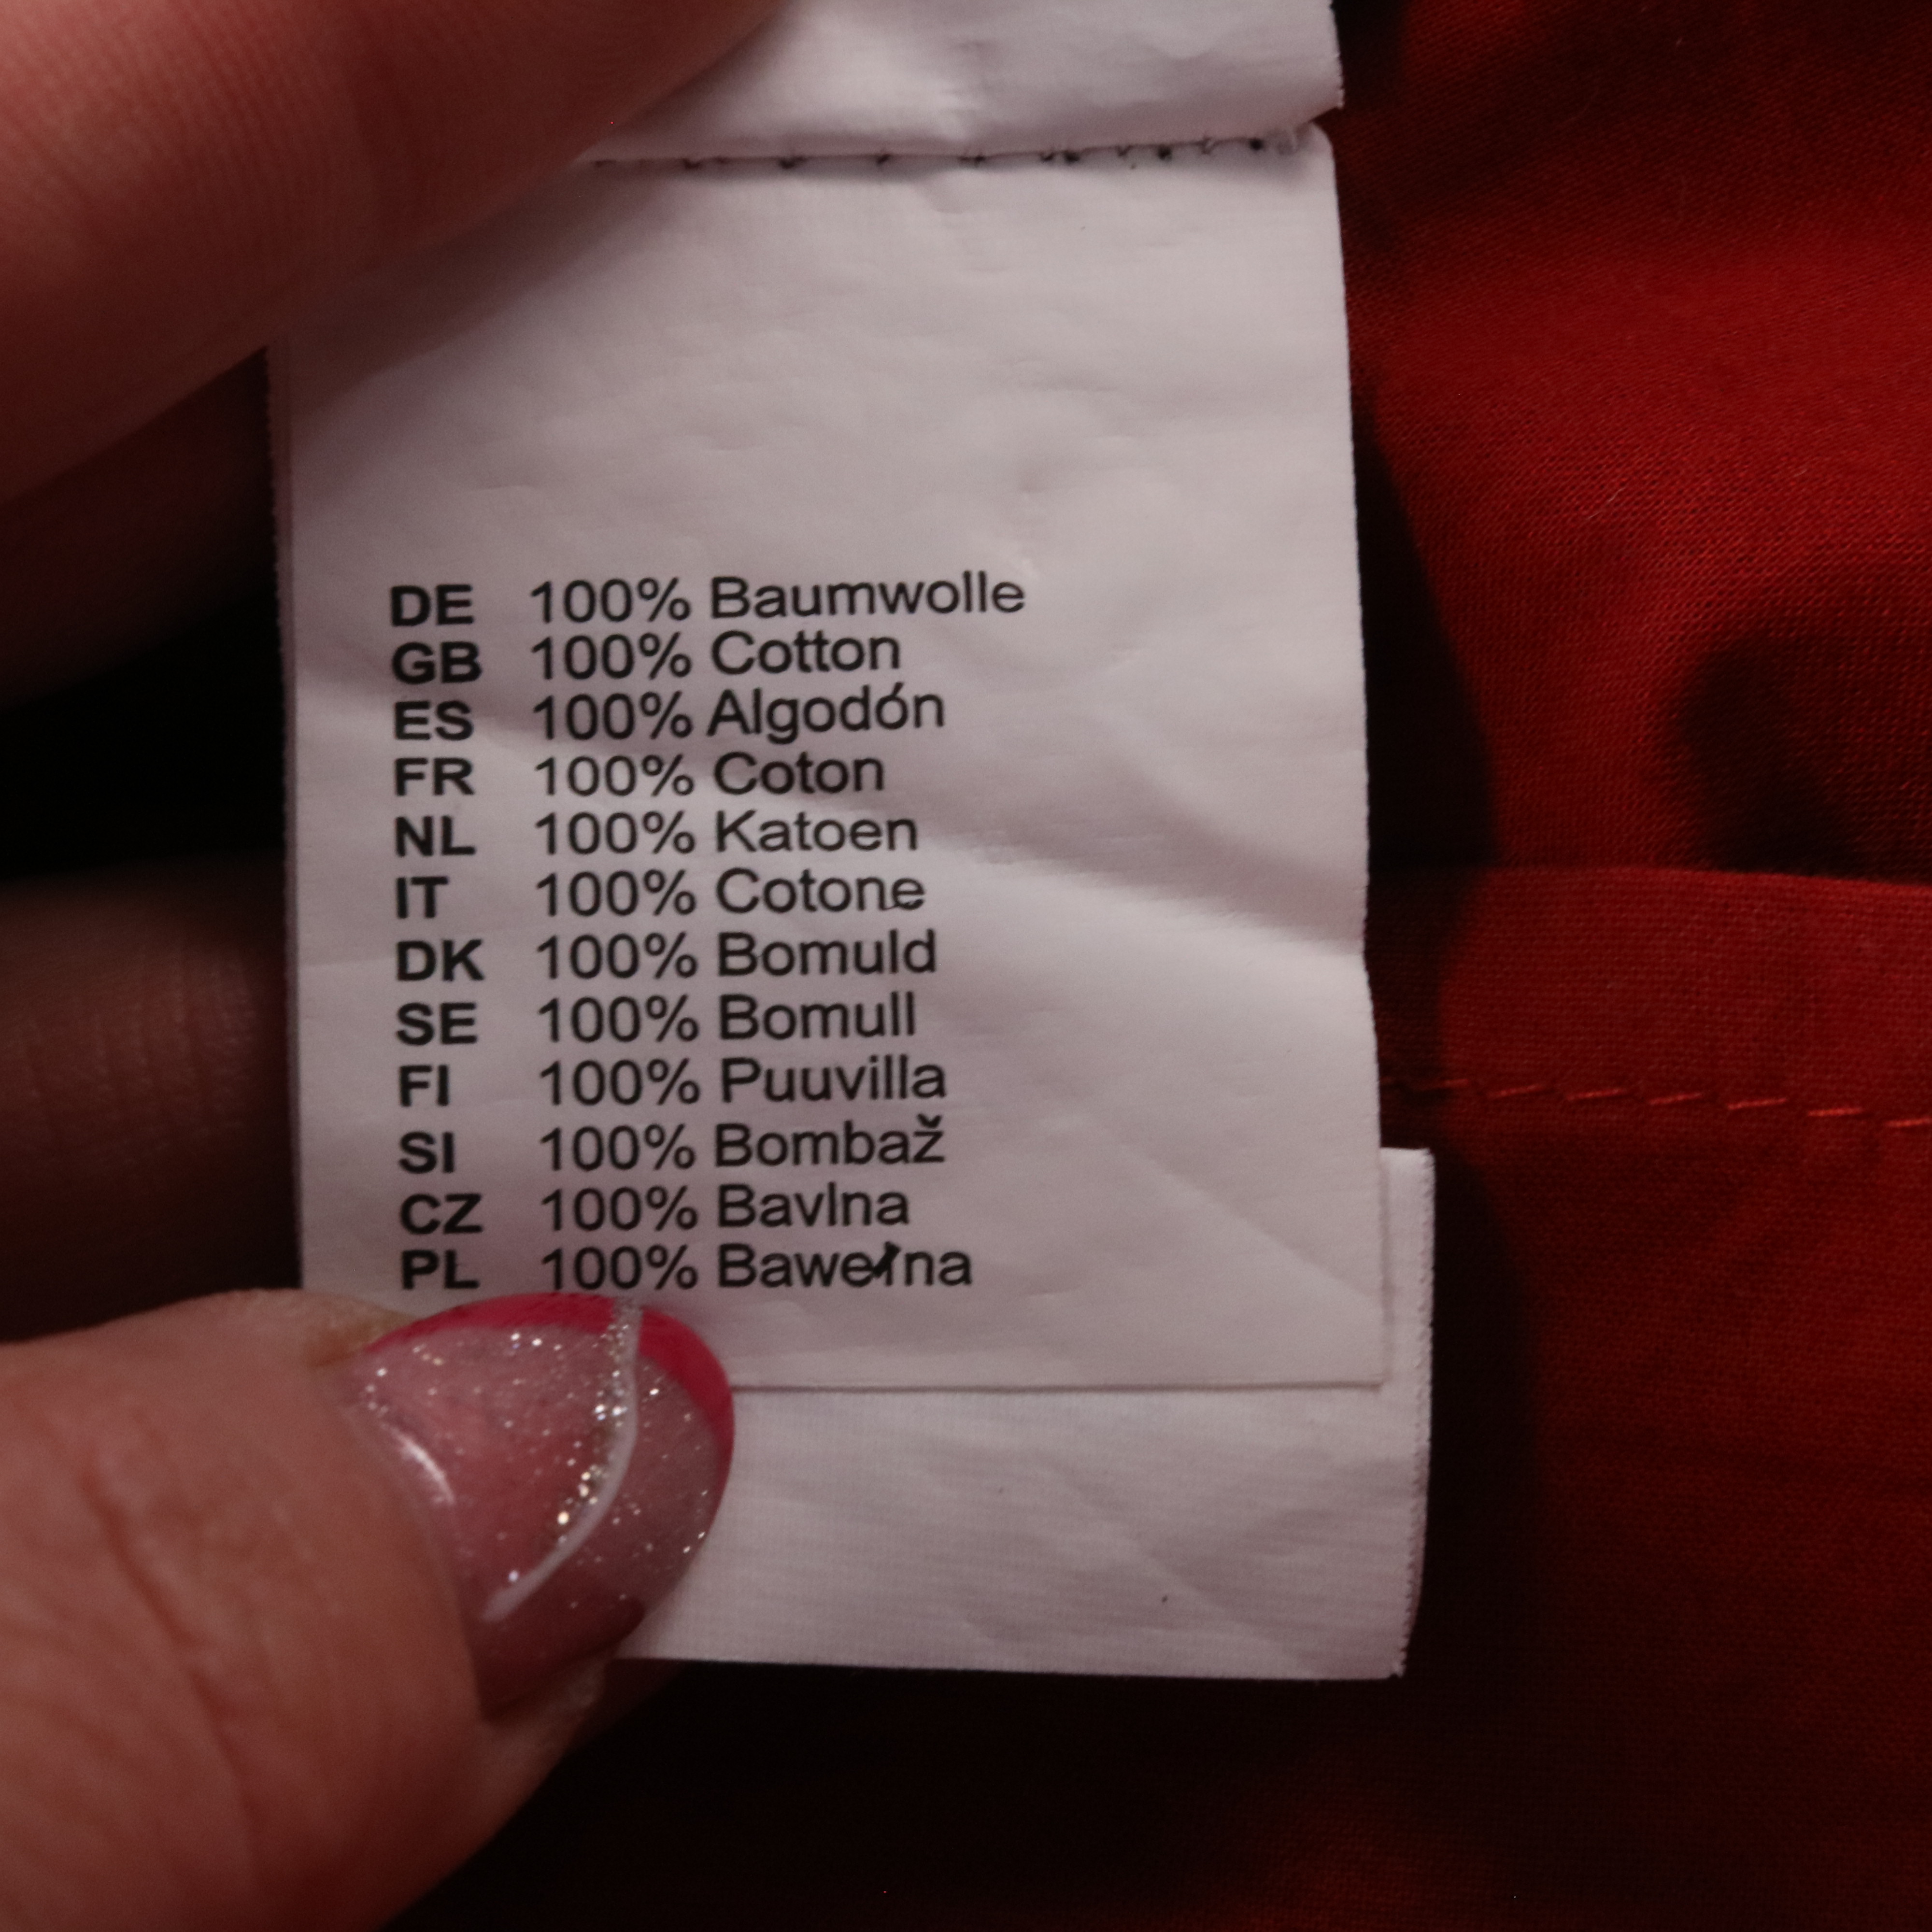 DE 100% Baumwolle
GB 100% Cotton
ES 100% Algodón
FR 100% Coton
NL 100% Katoen
IT 100% Cotone
DK 100% Bomuld
SE 100% Bomull
FI 100% Puuvilla
SI 100% Bombaž
CZ 100% Bavlna
PL 100% Bawełna